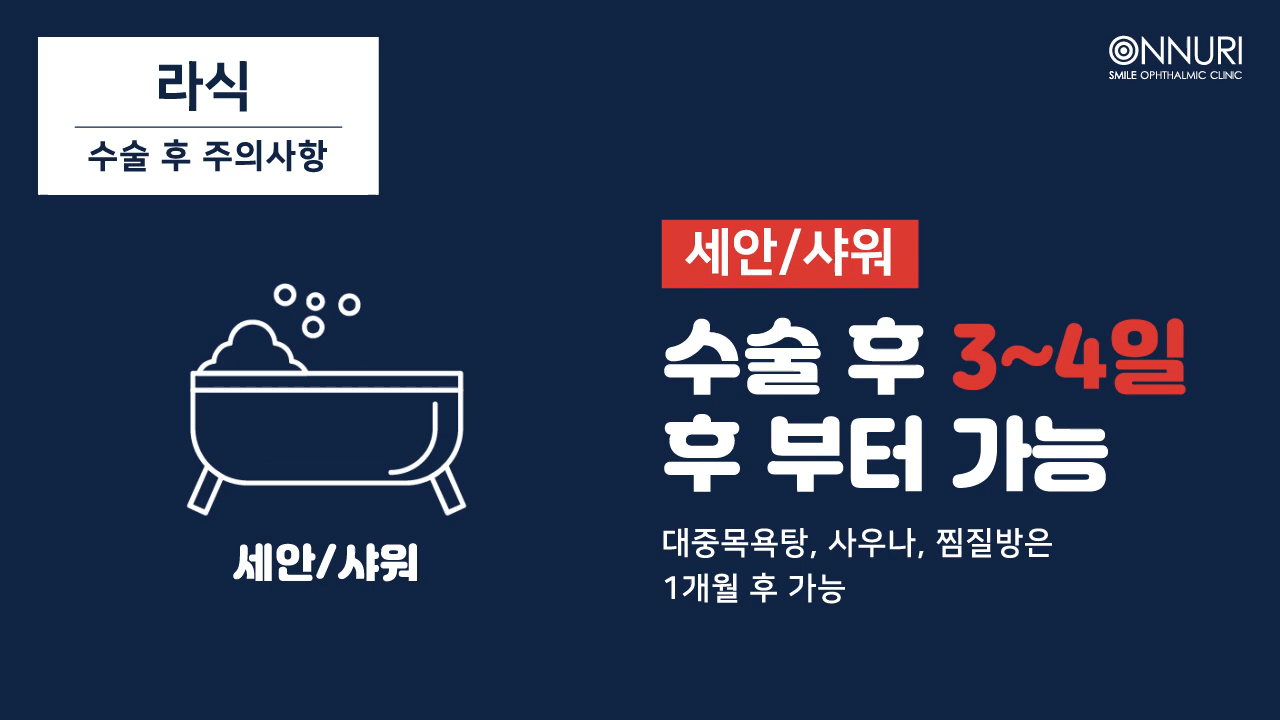 라식
수술 후 주의사항
ONNURI
SMILE OPHTHALMIC CLINIC
세안/샤워
세안/샤워
수술 후 3~4일
후 부터 가능
대중목욕탕, 사우나, 찜질방은
1개월 후 가능